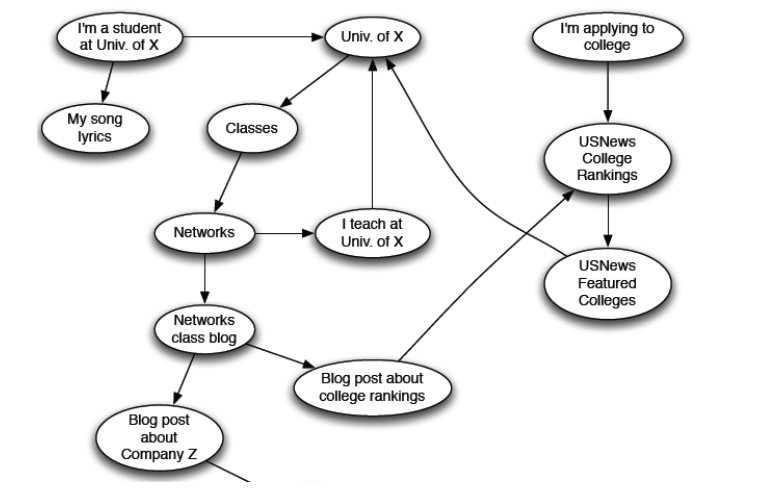 I'm a student
at Univ. of X
Univ. of X
I'm applying to
college
My song
lyrics
Classes
USNews
College
Rankings
Networks
I teach at
Univ. of X
USNews
Featured
Colleges
Networks
class blog
Blog post about
college rankings
Blog post
about
Company Z